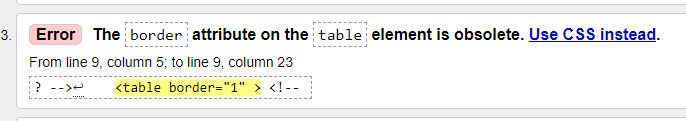 3. Error The border attribute on the table element is obsolete. Use CSS instead.
From line 9, column 5; to line 9, column 23
? -->↩ <table border="1" > <!--